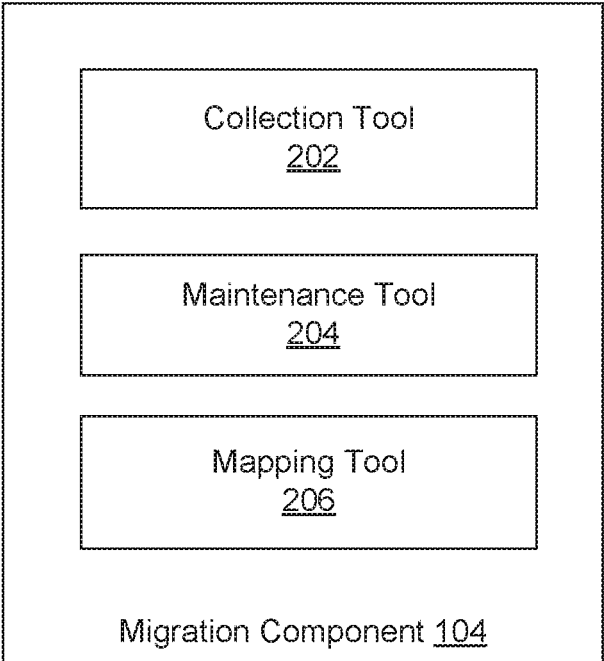 Collection Tool
202
Maintenance Tool
204
Mapping Tool
206
Migration Component 104